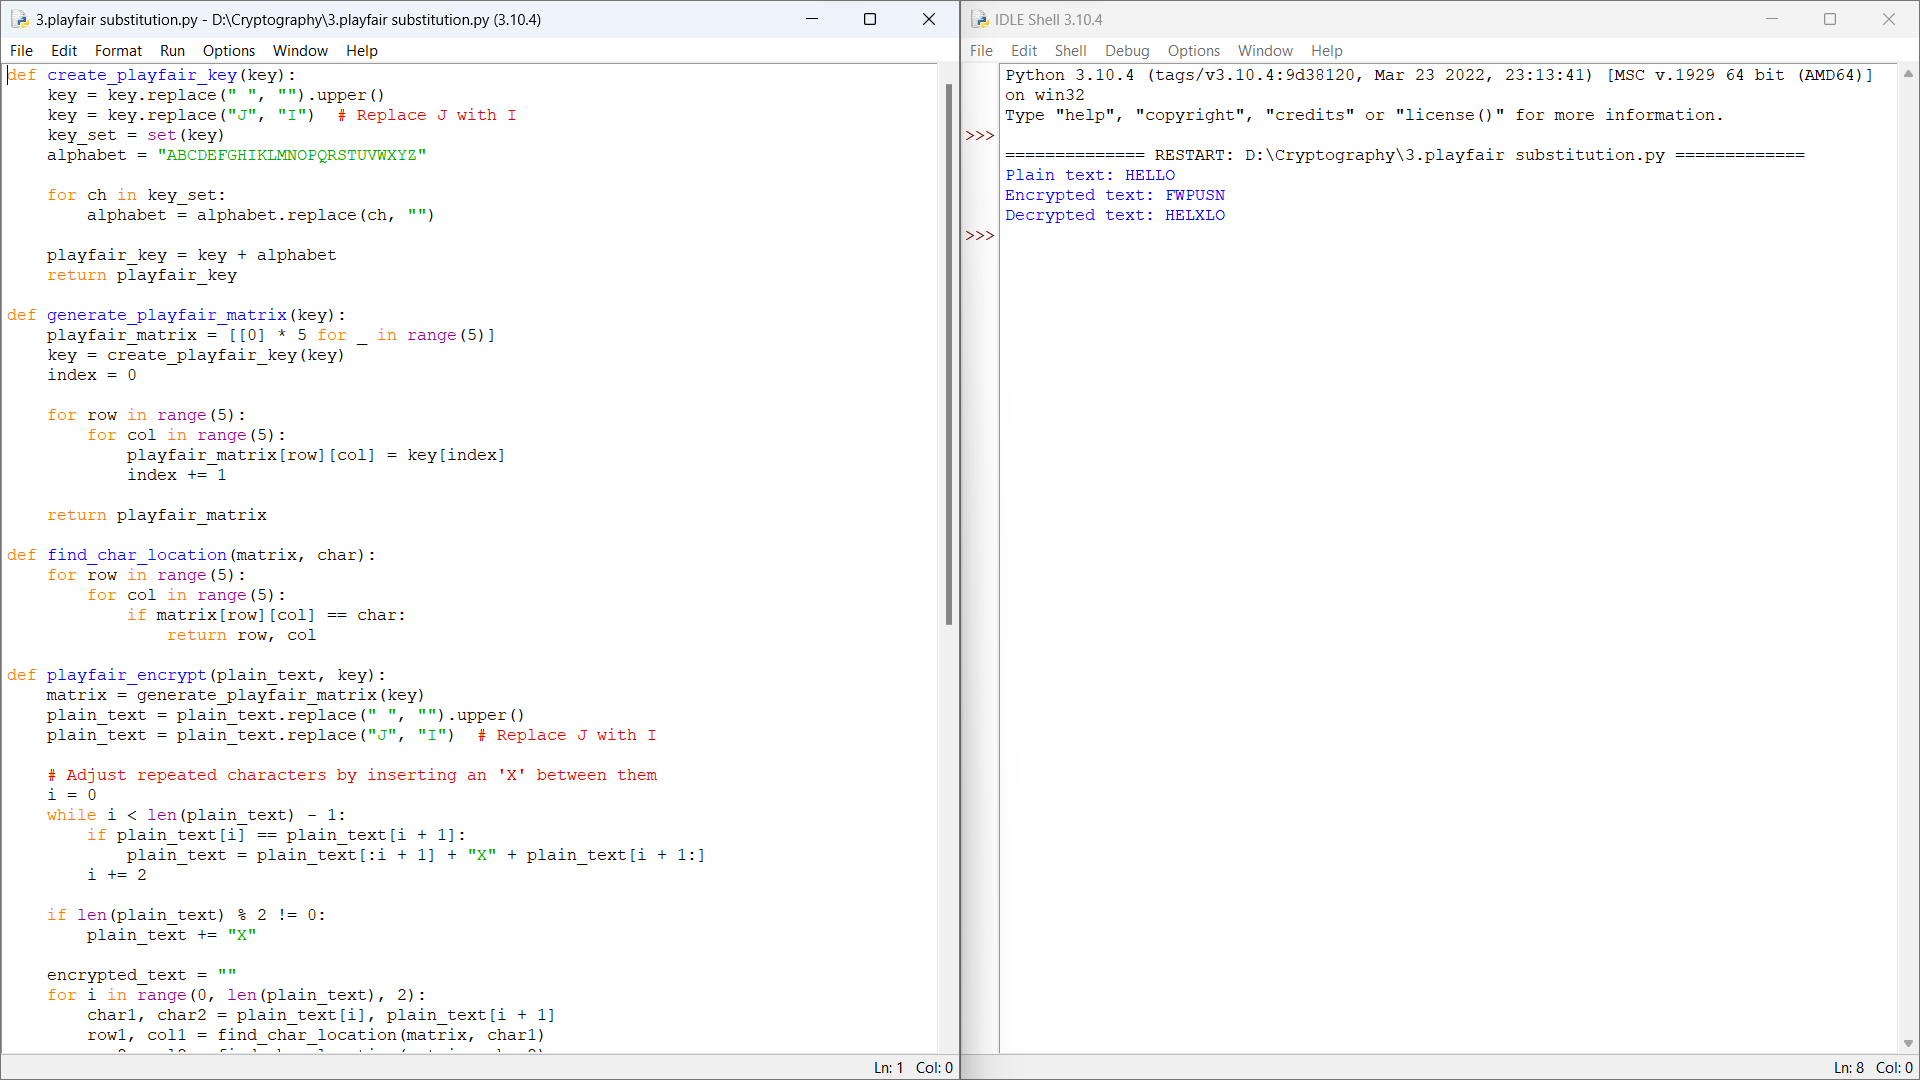 3.playfair substitution.py - D:\Cryptography\3.playfair substitution.py (3.10.4)
File Edit Format Run Options Window Help
def create_playfair_key(key):
    key = key.replace(" ", "").upper()
    key = key.replace("J", "I")  # Replace J with I
    key_set = set(key)
    alphabet = "ABCDEFGHIKLMNOPQRSTUVWXYZ"

    for ch in key_set:
        alphabet = alphabet.replace(ch, "")

    playfair_key = key + alphabet
    return playfair_key

def generate_playfair_matrix(key):
    playfair_matrix = [[0] * 5 for _ in range(5)]
    key = create_playfair_key(key)
    index = 0

    for row in range(5):
        for col in range(5):
            playfair_matrix[row][col] = key[index]
            index += 1

    return playfair_matrix

def find_char_location(matrix, char):
    for row in range(5):
        for col in range(5):
            if matrix[row][col] == char:
                return row, col

def playfair_encrypt(plain_text, key):
    matrix = generate_playfair_matrix(key)
    plain_text = plain_text.replace(" ", "").upper()
    plain_text = plain_text.replace("J", "I")  # Replace J with I

    # Adjust repeated characters by inserting an 'X' between them
    i = 0
    while i < len(plain_text) - 1:
        if plain_text[i] == plain_text[i + 1]:
            plain_text = plain_text[:i + 1] + "X" + plain_text[i + 1:]
        i += 2

    if len(plain_text) % 2 != 0:
        plain_text += "X"

    encrypted_text = ""
    for i in range(0, len(plain_text), 2):
        char1, char2 = plain_text[i], plain_text[i + 1]
        row1, col1 = find_char_location(matrix, char1)
Ln: 1 Col: 0
IDLE Shell 3.10.4
File Edit Shell Debug Options Window Help
Python 3.10.4 (tags/v3.10.4:9d38120, Mar 23 2022, 23:13:41) [MSC v.1929 64 bit (AMD64)]
on win32
Type "help", "copyright", "credits" or "license()" for more information.
>>>
============== RESTART: D:\Cryptography\3.playfair substitution.py =============
Plain text: HELLO
Encrypted text: FWPUSN
Decrypted text: HELXLO
>>>
Ln: 8 Col: 0